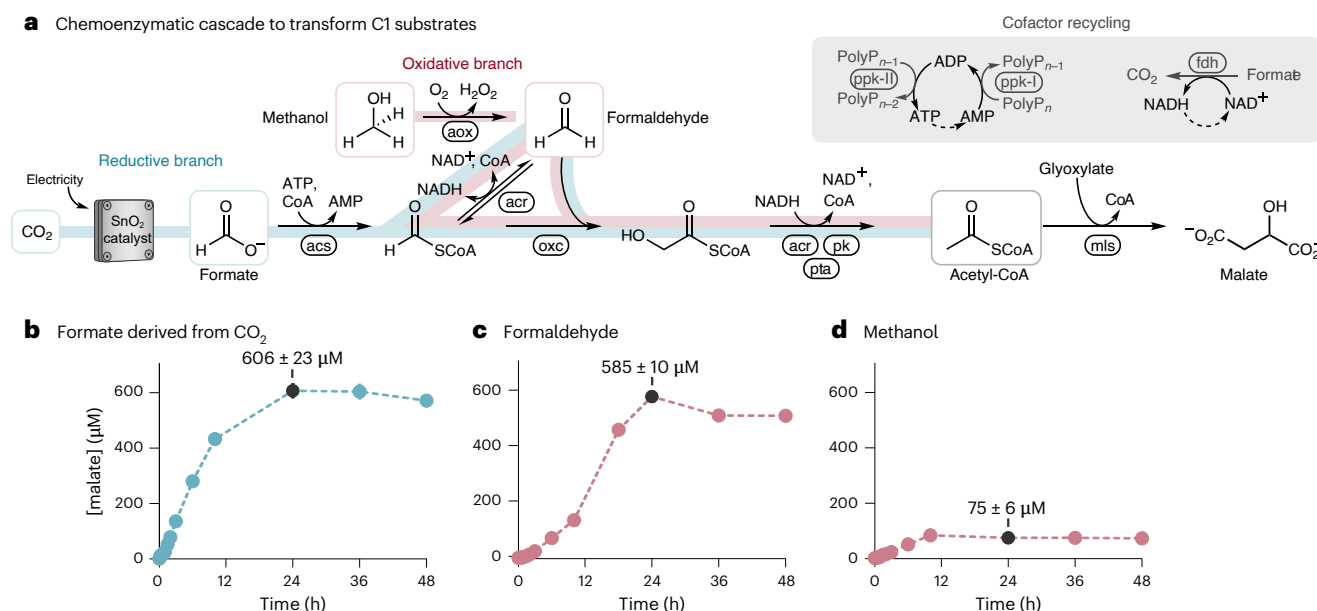 a Chemoenzymatic cascade to transform C1 substrates
Cofactor recycling
Oxidative branch
PolyPn–1
ppk-II
PolyPn–2
ADP
ATP
AMP
PolyPn–1
ppk-I
PolyPn
CO2
fdh
Formate
NADH
NAD+
Methanol
OH
H
H
H
O2
H2O2
aox
O
H
H
Formaldehyde
Reductive branch
Electricity
CO2
SnO2
catalyst
O
H
O−
Formate
ATP,
CoA
AMP
acs
NAD+, CoA
NADH
acr
O
H
SCoA
oxc
O
HO
SCoA
NADH
NAD+,
CoA
acr
pk
pta
O
SCoA
Acetyl-CoA
Glyoxylate
CoA
mls
OH
−O2C
CO2−
Malate
b Formate derived from CO2
606 ± 23 μM
[malate] (μM)
600
400
200
0
0 12 24 36 48
Time (h)
c Formaldehyde
585 ± 10 μM
600
400
200
0
0 12 24 36 48
Time (h)
d Methanol
75 ± 6 μM
600
400
200
0
0 12 24 36 48
Time (h)